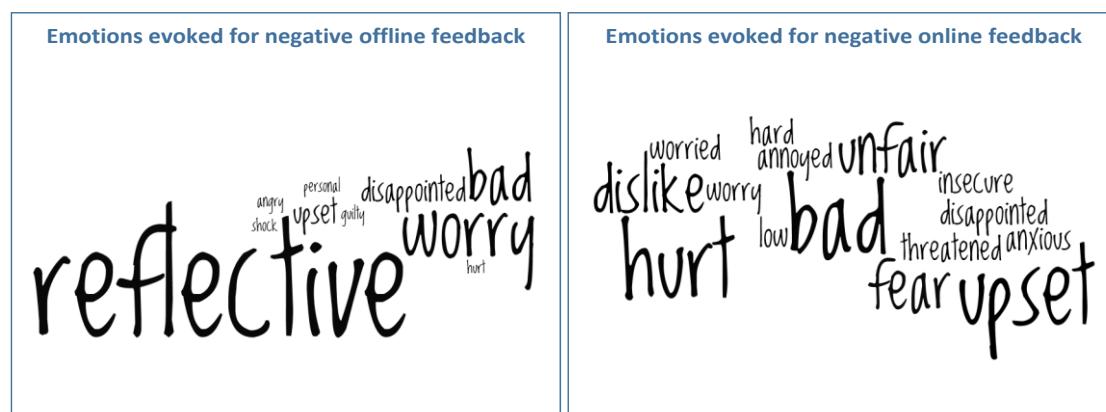 Emotions evoked for negative offline feedback
angry
personal
shock
upset
guilty
disappointed
bad
worry
hurt
reflective
Emotions evoked for negative online feedback
worried
hard
annoyed
unfair
dislike
worry
insecure
disappointed
low
bad
threatened
anxious
hurt
fear
upset